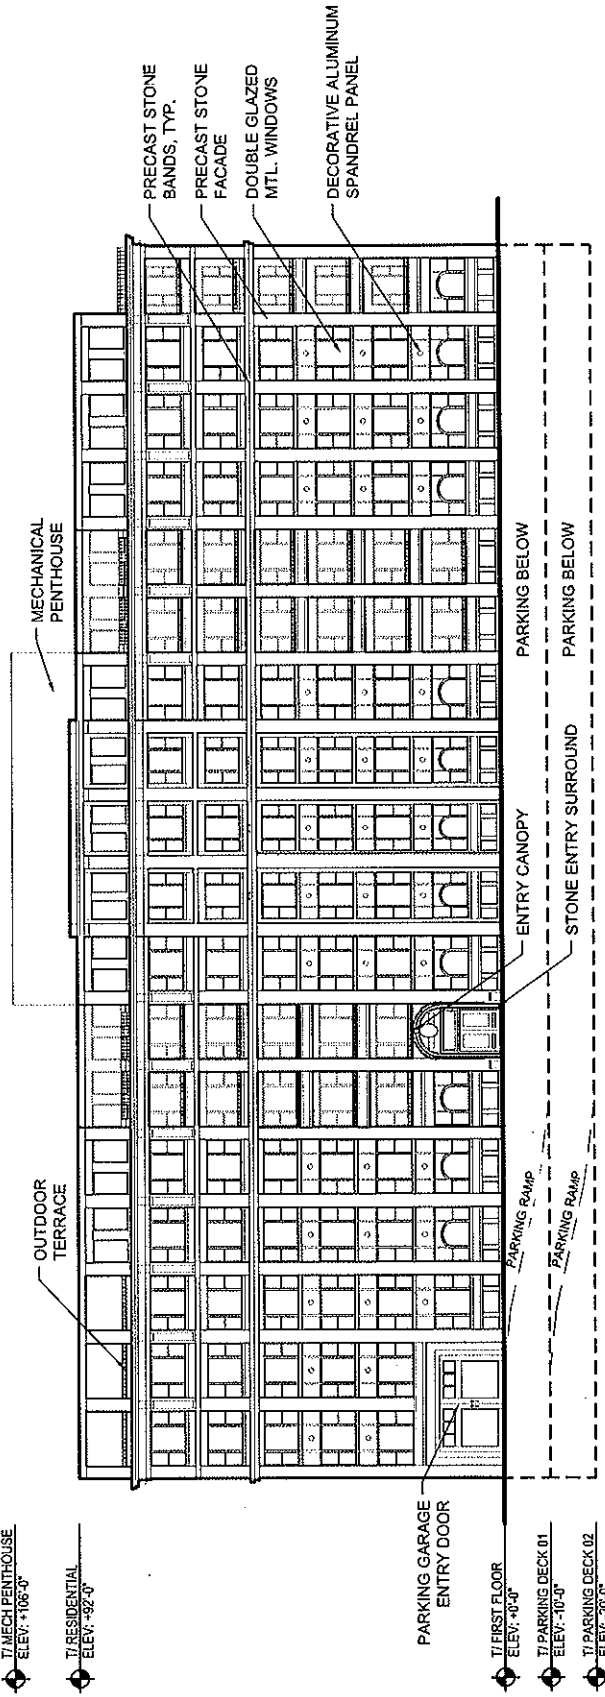 T/ MECH PENTHOUSE
ELEV: +106'-0"
T/ RESIDENTIAL
ELEV: +92'-0"
T/ FIRST FLOOR
ELEV: +0'-0"
T/ PARKING DECK 01
ELEV: -10'-0"
T/ PARKING DECK 02
ELEV: -20'-0"
OUTDOOR
TERRACE
MECHANICAL
PENTHOUSE
PRECAST STONE
BANDS, TYP.
PRECAST STONE
FACADE
DOUBLE GLAZED
MTL. WINDOWS
DECORATIVE ALUMINUM
SPANDREL PANEL
PARKING GARAGE
ENTRY DOOR
PARKING RAMP
PARKING RAMP
ENTRY CANOPY
STONE ENTRY SURROUND
PARKING BELOW
PARKING BELOW